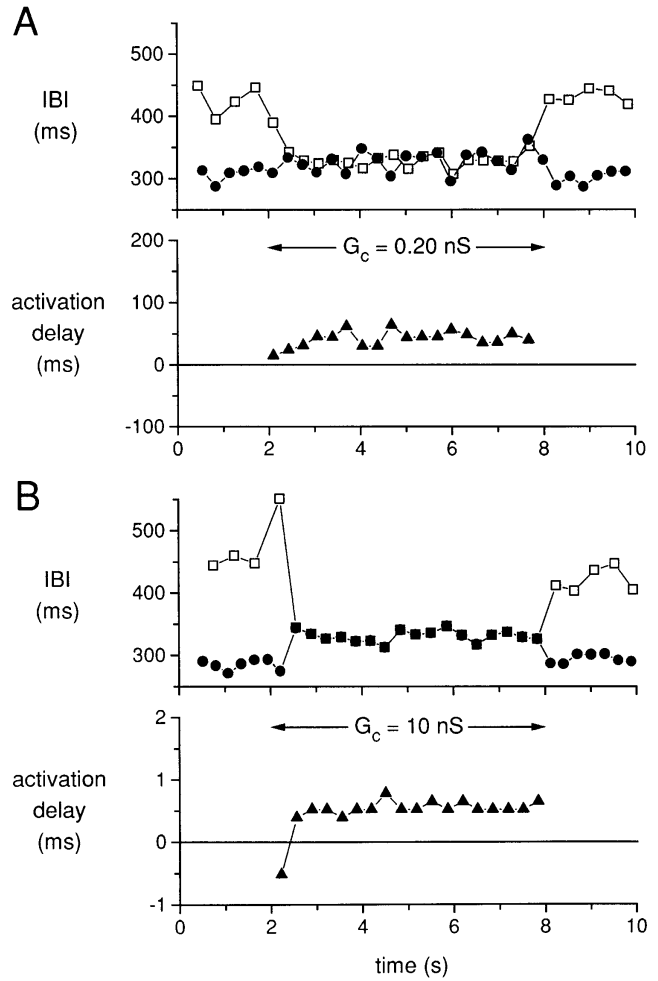 A
500
400
300
IBI
(ms)
200
100
0
-100
activation
delay
(ms)
G_c = 0.20 nS
0 2 4 6 8 10
B
500
400
300
IBI
(ms)
2
1
0
-1
activation
delay
(ms)
G_c = 10 nS
0 2 4 6 8 10
time (s)